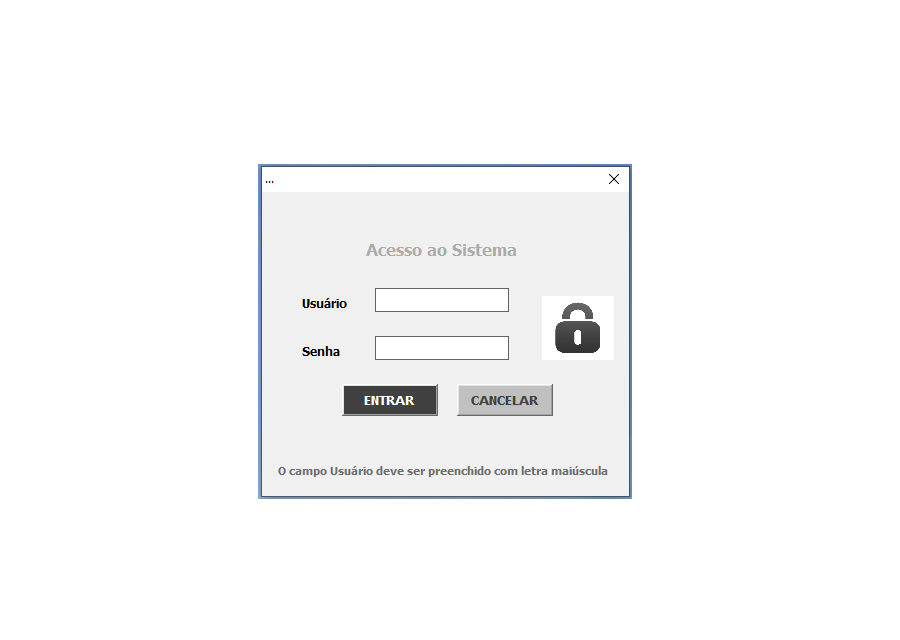 ...
Acesso ao Sistema
Usuário
Senha
ENTRAR CANCELAR
O campo Usuário deve ser preenchido com letra maiúscula